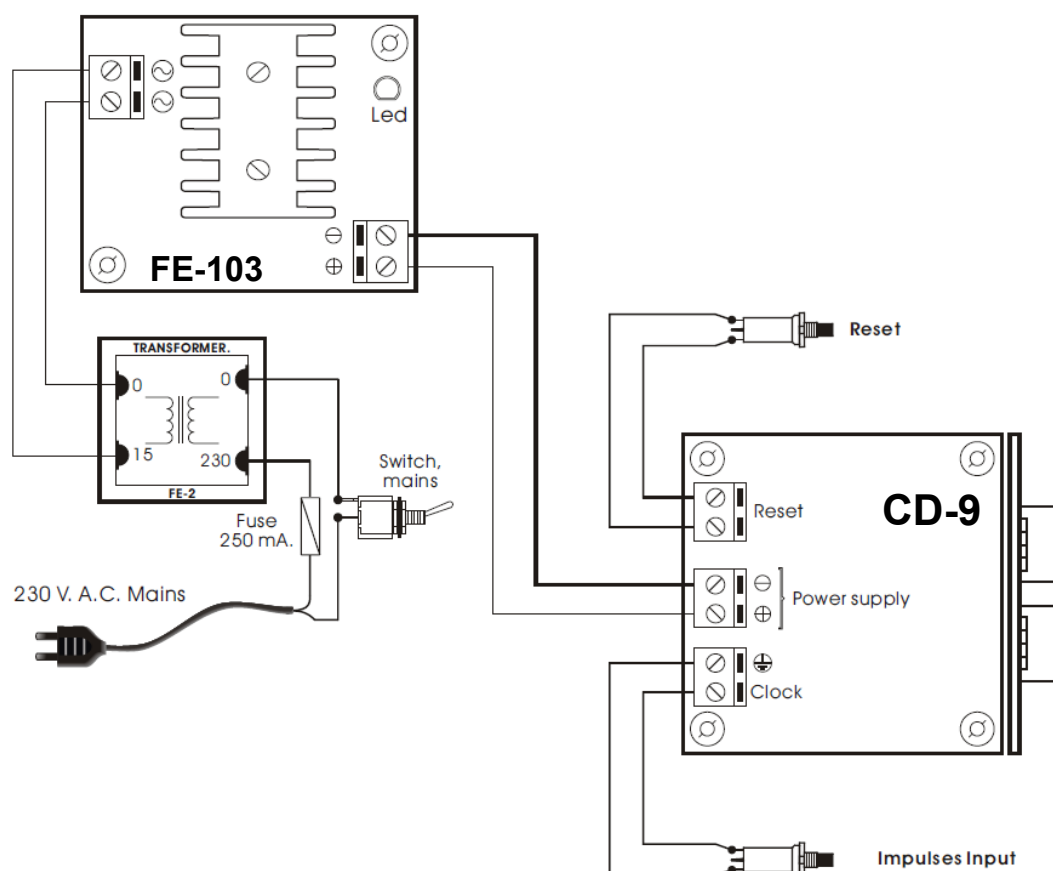 Led
FE-103
TRANSFORMER.
0
0
15
230
FE-2
Switch,
mains
Fuse
250 mA.
230 V. A.C. Mains
Reset
Reset
CD-9
Power supply
Clock
Impulses Input